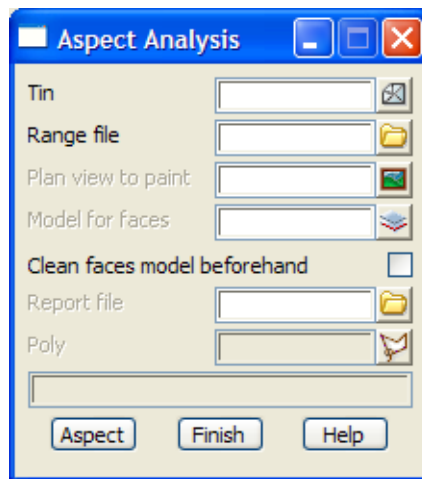 Aspect Analysis
Tin
Range file
Plan view to paint
Model for faces
Clean faces model beforehand
Report file
Poly
Aspect Finish Help